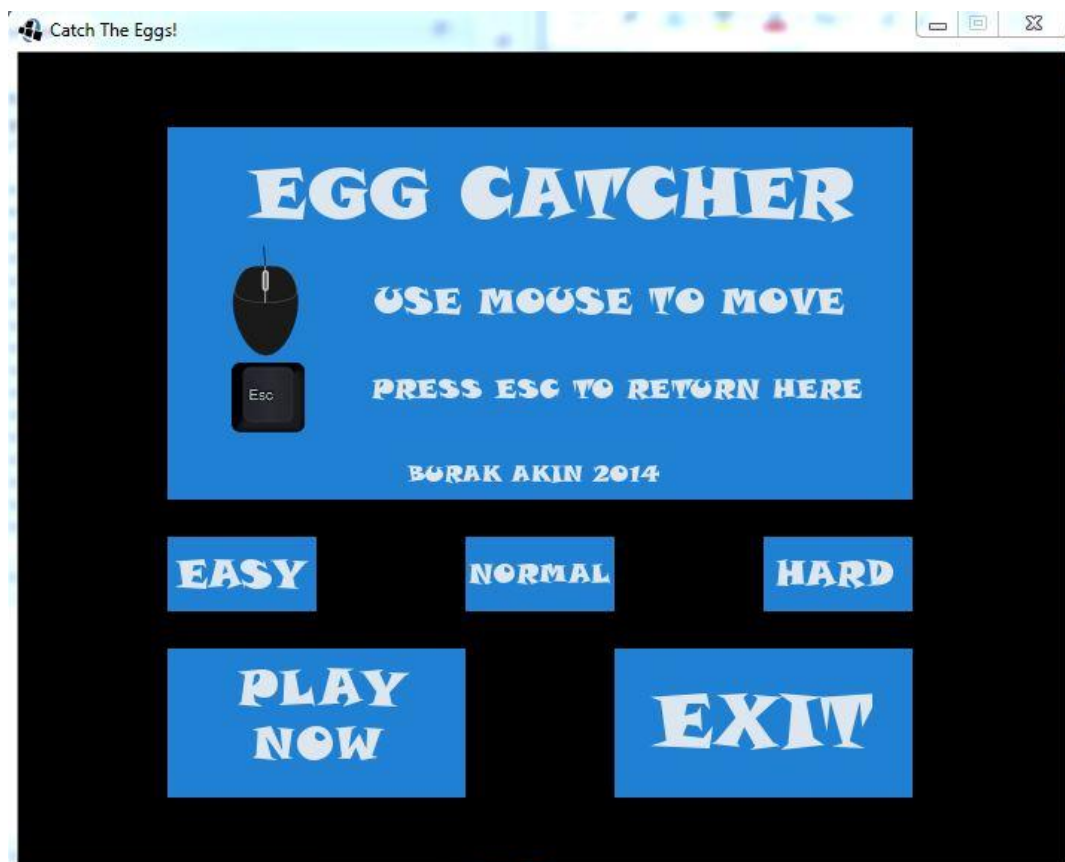 Catch The Eggs!
EGG CATCHER
USE MOUSE TO MOVE
Esc
PRESS ESC TO RETURN HERE
BURAK AKIN 2014
EASY
NORMAL
HARD
PLAY
NOW
EXIT